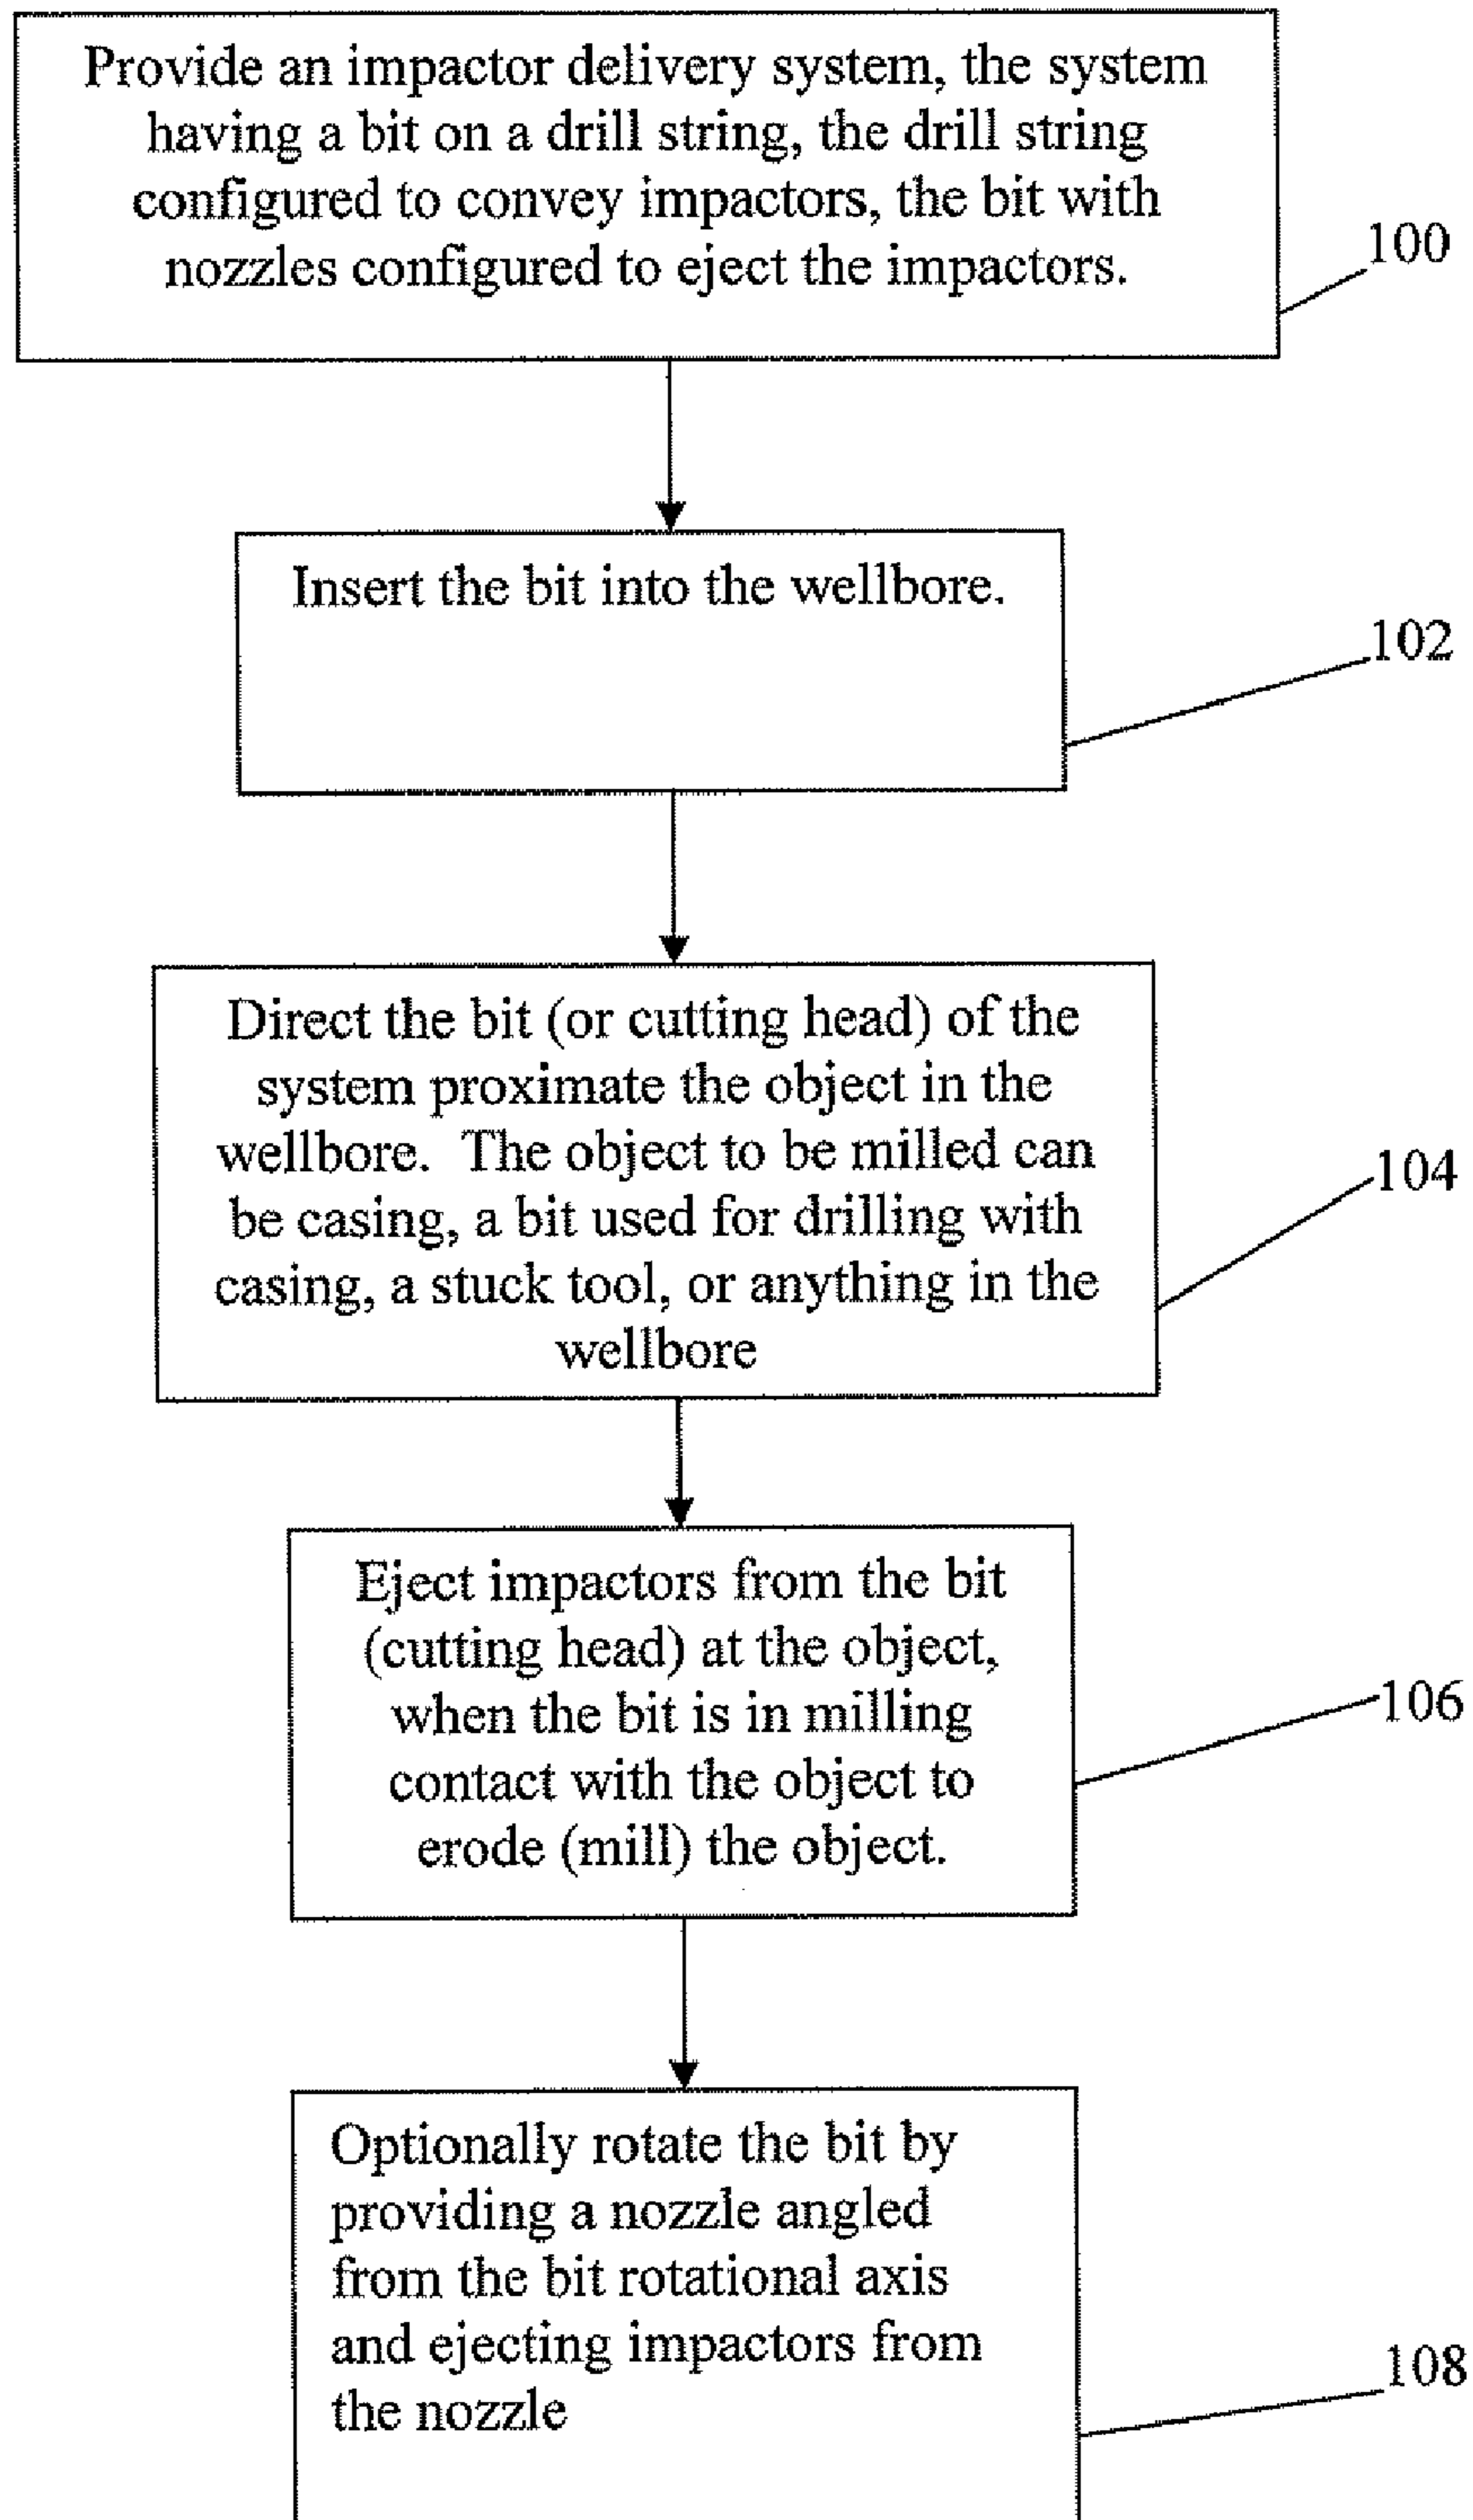 Provide an impactor delivery system, the system
having a bit on a drill string, the drill string
configured to convey impactors, the bit with
nozzles configured to eject the impactors.
100
Insert the bit into the wellbore.
102
Direct the bit (or cutting head) of the
system proximate the object in the
wellbore.  The object to be milled can
be casing, a bit used for drilling with
casing, a stuck tool, or anything in the
wellbore
104
Eject impactors from the bit
(cutting head) at the object,
when the bit is in milling
contact with the object to
erode (mill) the object.
106
Optionally rotate the bit by
providing a nozzle angled
from the bit rotational axis
and ejecting impactors from
the nozzle
108